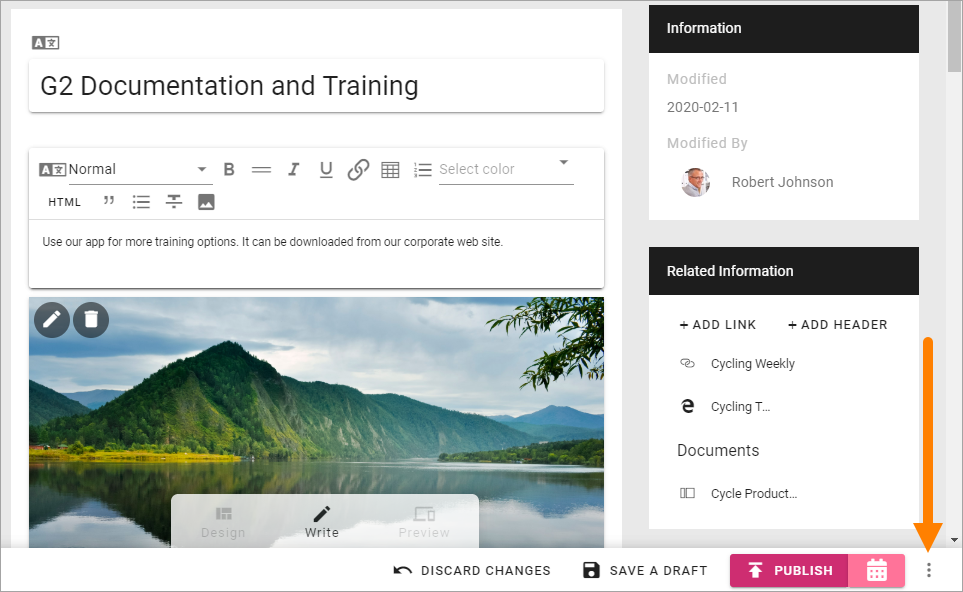 A
G2 Documentation and Training
A Normal B I U Select color
HTML
Use our app for more training options. It can be downloaded from our corporate web site.
Design Write Preview
Information
Modified
2020-02-11
Modified By
Robert Johnson
Related Information
+ ADD LINK + ADD HEADER
Cycling Weekly
Cycling T...
Documents
Cycle Product...
DISCARD CHANGES SAVE A DRAFT PUBLISH